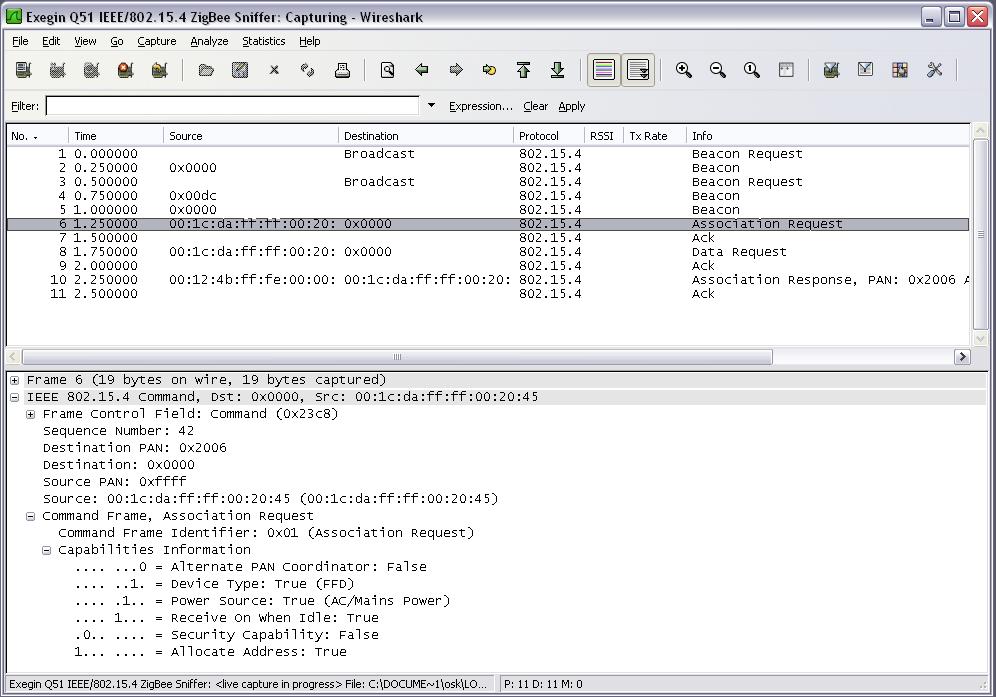 Exegin Q51 IEEE/802.15.4 ZigBee Sniffer: Capturing - Wireshark
File Edit View Go Capture Analyze Statistics Help
Filter: Expression... Clear Apply
No. Time Source Destination Protocol RSSI Tx Rate Info
1 0.000000 Broadcast 802.15.4 Beacon Request
2 0.250000 0x0000 802.15.4 Beacon
3 0.500000 Broadcast 802.15.4 Beacon Request
4 0.750000 0x00dc 802.15.4 Beacon
5 1.000000 0x0000 802.15.4 Beacon
6 1.250000 00:1c:da:ff:ff:00:20: 0x0000 802.15.4 Association Request
7 1.500000 802.15.4 Ack
8 1.750000 00:1c:da:ff:ff:00:20: 0x0000 802.15.4 Data Request
9 2.000000 802.15.4 Ack
10 2.250000 00:12:4b:ff:fe:00:00: 00:1c:da:ff:ff:00:20: 802.15.4 Association Response, PAN: 0x2006 A
11 2.500000 802.15.4 Ack
Frame 6 (19 bytes on wire, 19 bytes captured)
IEEE 802.15.4 Command, Dst: 0x0000, Src: 00:1c:da:ff:ff:00:20:45
Frame Control Field: Command (0x23c8)
Sequence Number: 42
Destination PAN: 0x2006
Destination: 0x0000
Source PAN: 0xffff
Source: 00:1c:da:ff:ff:00:20:45 (00:1c:da:ff:ff:00:20:45)
Command Frame, Association Request
Command Frame Identifier: 0x01 (Association Request)
Capabilities Information
.... ...0 = Alternate PAN Coordinator: False
.... ..1. = Device Type: True (FFD)
.... .1.. = Power Source: True (AC/Mains Power)
.... 1... = Receive On When Idle: True
.0.. .... = Security Capability: False
1... .... = Allocate Address: True
Exegin Q51 IEEE/802.15.4 ZigBee Sniffer: <live capture in progress> File: C:\DOCUME~1\osk\LO... P: 11 D: 11 M: 0